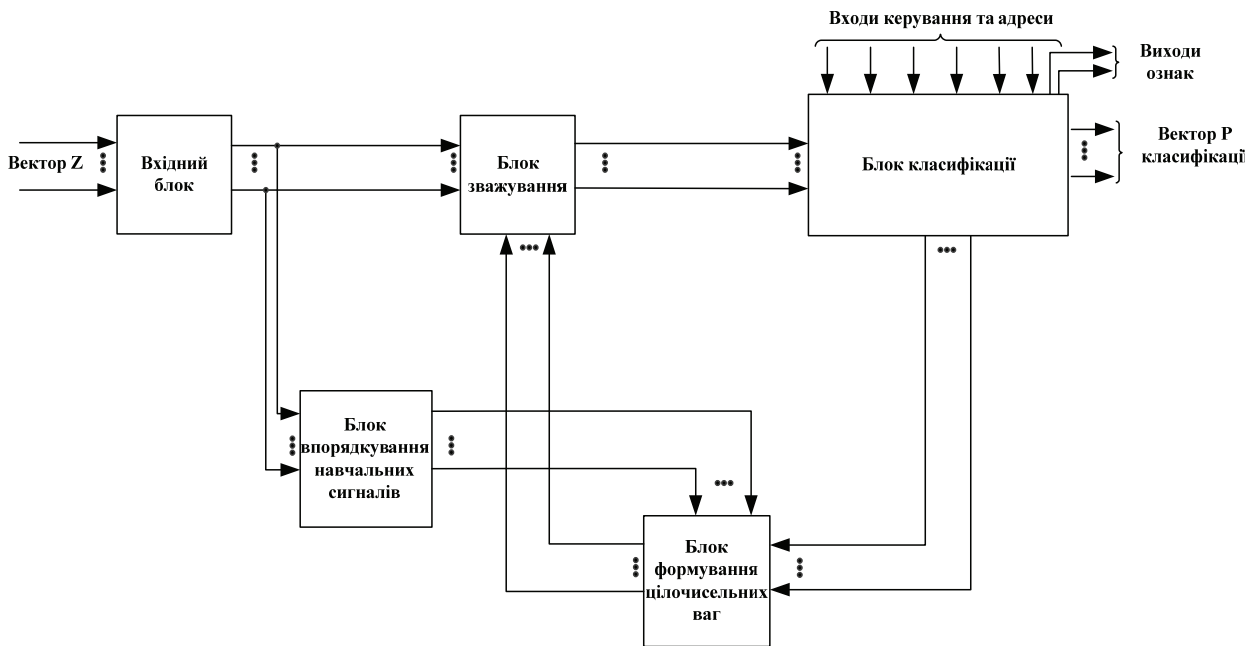 Входи керування та адреси
Виходи
ознак
Вектор Z
Вхідний
блок
Блок
зважування
Блок класифікації
Вектор P
класифікації
Блок
впорядкування
навчальних
сигналів
Блок
формування
цілочисельних
ваг